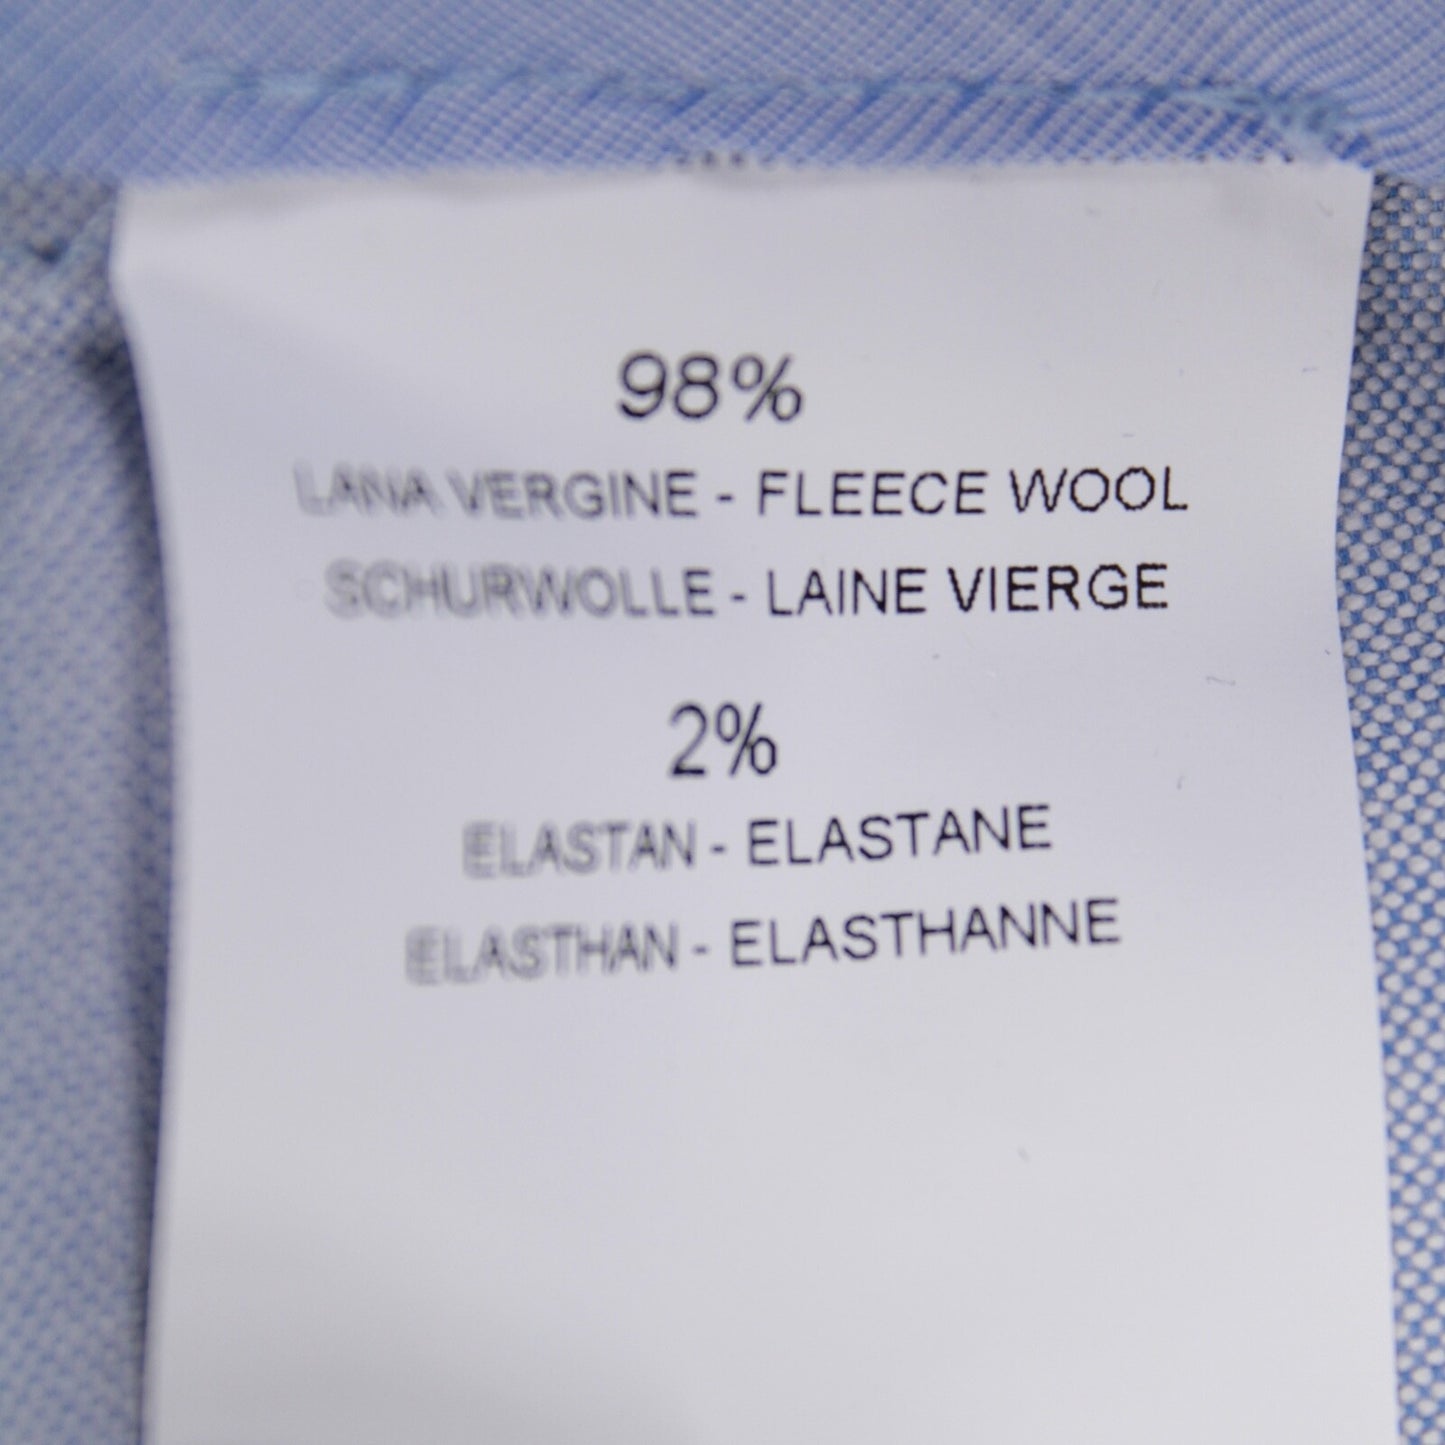 98%
LANA VERGINE - FLEECE WOOL
SCHURWOLLE - LAINE VIERGE
2%
ELASTAN - ELASTANE
ELASTHAN - ELASTHANNE